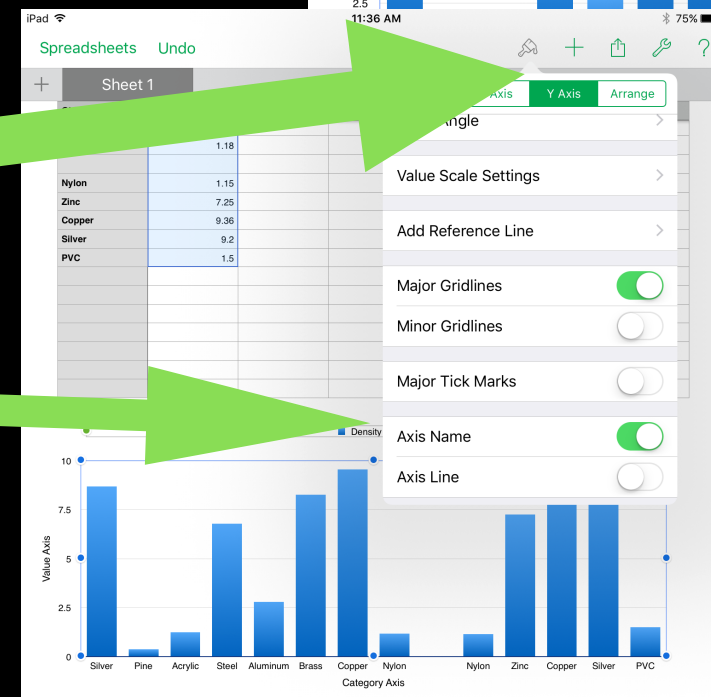 2.5
iPad 11:36 AM 75%
Spreadsheets Undo ?
+ Sheet 1
Axis Y Axis Arrange
ngle
1.18
Nylon 1.15
Value Scale Settings
Zinc 7.25
Copper 9.36
Add Reference Line
Silver 9.2
PVC 1.5
Major Gridlines
Minor Gridlines
Major Tick Marks
Density
Axis Name
Axis Line
10
7.5
5
2.5
0
Value Axis
Silver Pine Acrylic Steel Aluminum Brass Copper Nylon Nylon Zinc Copper Silver PVC
Category Axis